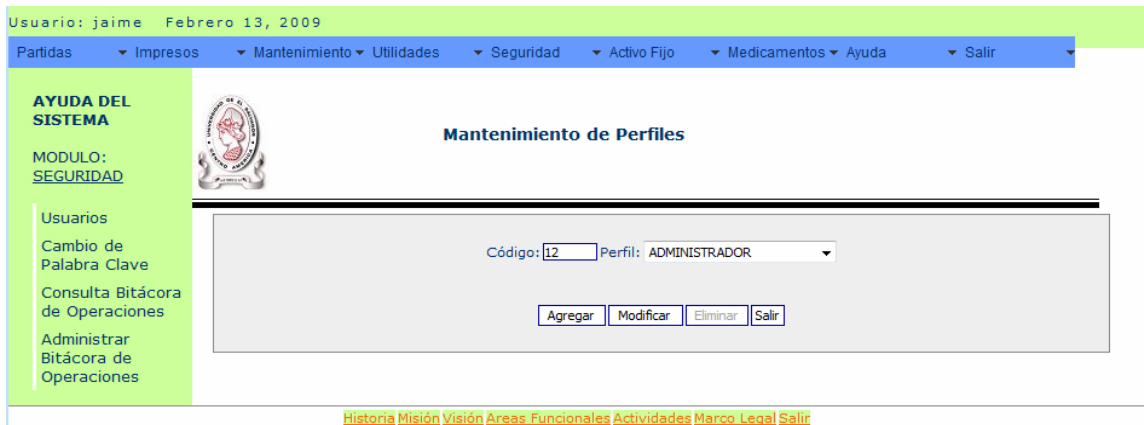 Usuario: jaime Febrero 13, 2009
Partidas Impresos Mantenimiento Utilidades Seguridad Activo Fijo Medicamentos Ayuda Salir
AYUDA DEL
SISTEMA
MODULO:
SEGURIDAD
Usuarios
Cambio de
Palabra Clave
Consulta Bitácora
de Operaciones
Administrar
Bitácora de
Operaciones
Mantenimiento de Perfiles
Código: 12 Perfil: ADMINISTRADOR
Agregar Modificar Eliminar Salir
Historia Misión Visión Areas Funcionales Actividades Marco Legal Salir